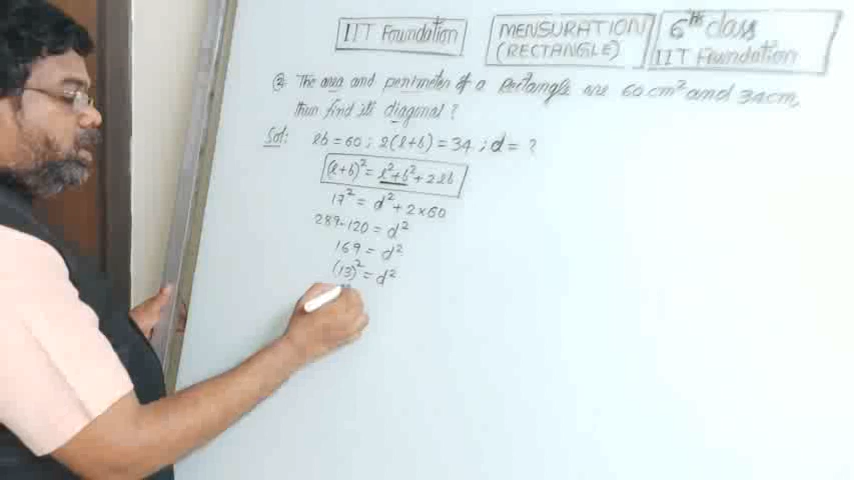 IIT Foundation
MENSURATION
(RECTANGLE)
6th class
IIT Foundation
Q The area and perimeter of a Rectangle are 60 cm² and 34 cm,
then find its diagonal?
Sol: lb = 60 ; 2(l+b) = 34 ; d = ?
(l+b)² = l² + b² + 2lb
17² = d² + 2×60
289 - 120 = d²
169 = d²
(13)² = d²